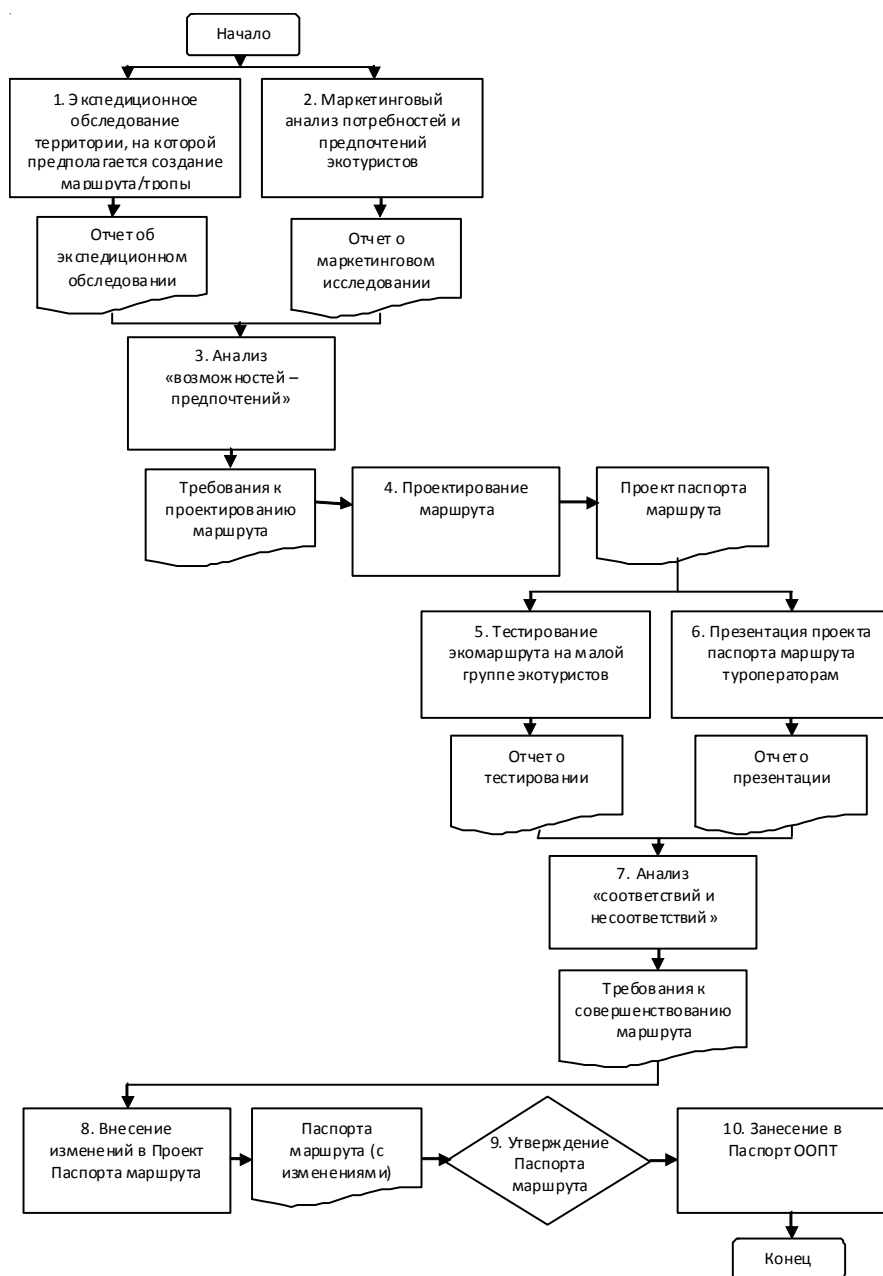 Начало
1. Экспедиционное
обследование
территории, на которой
предполагается создание
маршрута/тропы
2. Маркетинговый
анализ потребностей и
предпочтений
экотуристов
Отчет об
экспедиционном
обследовании
Отчет о
маркетинговом
исследовании
3. Анализ
«возможностей –
предпочтений»
Требования к
проектированию
маршрута
4. Проектирование
маршрута
Проект паспорта
маршрута
5. Тестирование
экомаршрута на малой
группе экотуристов
6. Презентация проекта
паспорта маршрута
туроператорам
Отчет о
тестировании
Отчет о
презентации
7. Анализ
«соответствий и
несоответствий»
Требования к
совершенствованию
маршрута
8. Внесение
изменений в Проект
Паспорта маршрута
Паспорта
маршрута (с
изменениями)
9. Утверждение
Паспорта
маршрута
10. Занесение в
Паспорт ООПТ
Конец